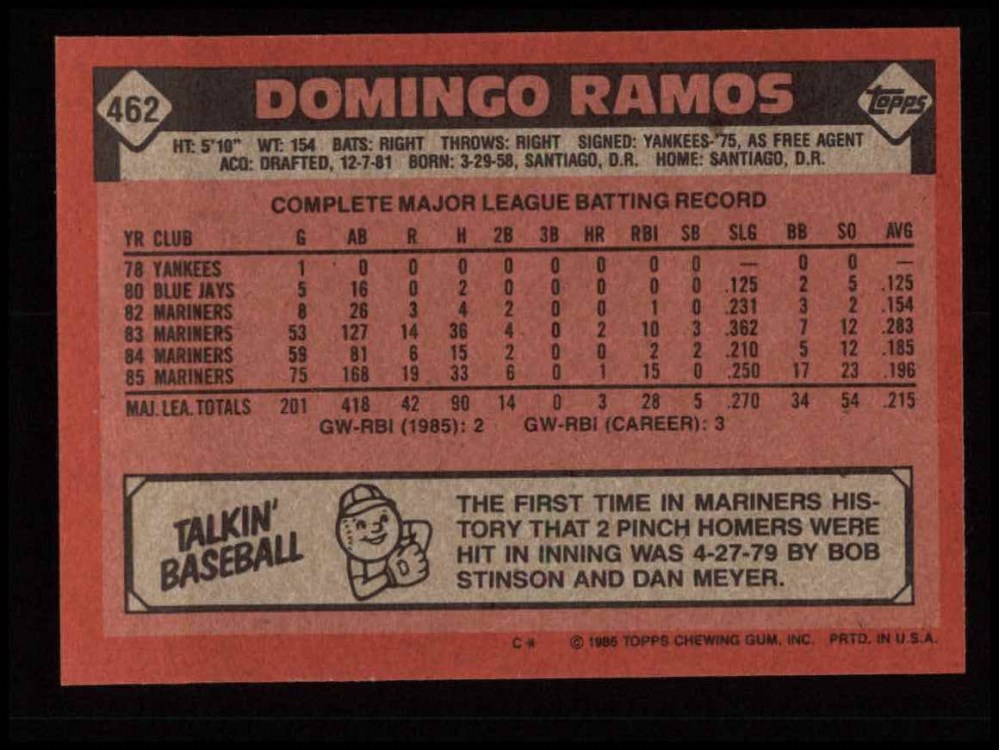 462 DOMINGO RAMOS Topps
HT: 5'10" WT: 154 BATS: RIGHT THROWS: RIGHT SIGNED: YANKEES-'75, AS FREE AGENT
ACQ: DRAFTED, 12-7-81 BORN: 3-29-58, SANTIAGO, D.R. HOME: SANTIAGO, D.R.
COMPLETE MAJOR LEAGUE BATTING RECORD
YR CLUB G AB R H 2B 3B HR RBI SB SLG BB SO AVG
78 YANKEES 1 0 0 0 0 0 0 0 0 — 0 0 —
80 BLUE JAYS 5 16 0 2 0 0 0 0 0 .125 2 5 .125
82 MARINERS 8 26 3 4 2 0 0 1 0 .231 3 2 .154
83 MARINERS 53 127 14 36 4 0 2 10 3 .362 7 12 .283
84 MARINERS 59 81 6 15 2 0 0 2 2 .210 5 12 .185
85 MARINERS 75 168 19 33 6 0 1 15 0 .250 17 23 .196
MAJ. LEA. TOTALS 201 418 42 90 14 0 3 28 5 .270 34 54 .215
GW-RBI (1985): 2 GW-RBI (CAREER): 3
TALKIN'
BASEBALL
THE FIRST TIME IN MARINERS HIS-
TORY THAT 2 PINCH HOMERS WERE
HIT IN INNING WAS 4-27-79 BY BOB
STINSON AND DAN MEYER.
C* © 1986 TOPPS CHEWING GUM, INC. PRTD. IN U.S.A.